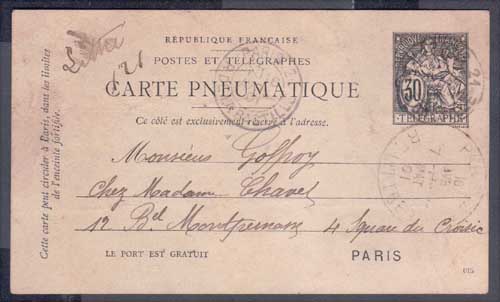 RÉPUBLIQUE FRANÇAISE
POSTES ET TÉLÉGRAPHES
CARTE PNEUMATIQUE
Ce côté est exclusivement réservé à l'adresse.
30
TÉLÉGRAPHES
Cette carte peut circuler à Paris, dans les limites
de l'enceinte fortifiée.
Monsieur Goffroy
chez Madame Chavet
12 Bd Montparnasse 4 Square du Croisic
LE PORT EST GRATUIT
PARIS